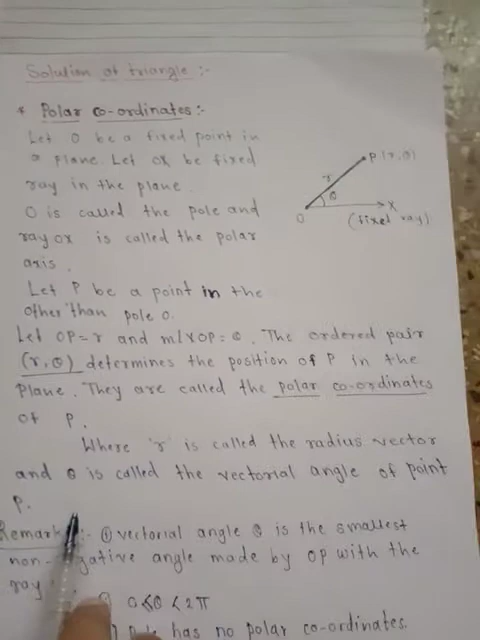 Solution of triangle :-
* Polar co-ordinates :-
Let O be a fixed point in
a plane. Let OX be fixed
ray in the plane.
O is called the pole and
ray OX is called the polar
axis.
P(r, θ)
r
θ
O
X
(fixed ray)
Let P be a point in the
other than pole O.
Let OP = r and m∠XOP = θ. The ordered pair
(r, θ) determines the position of P in the
plane. They are called the polar co-ordinates
of P.
Where 'r' is called the radius vector
and θ is called the vectorial angle of point
P.
Remark :- ① vectorial angle θ is the smallest
non- gative angle made by OP with the
ray
0 ≤ θ < 2π
has no polar co-ordinates.